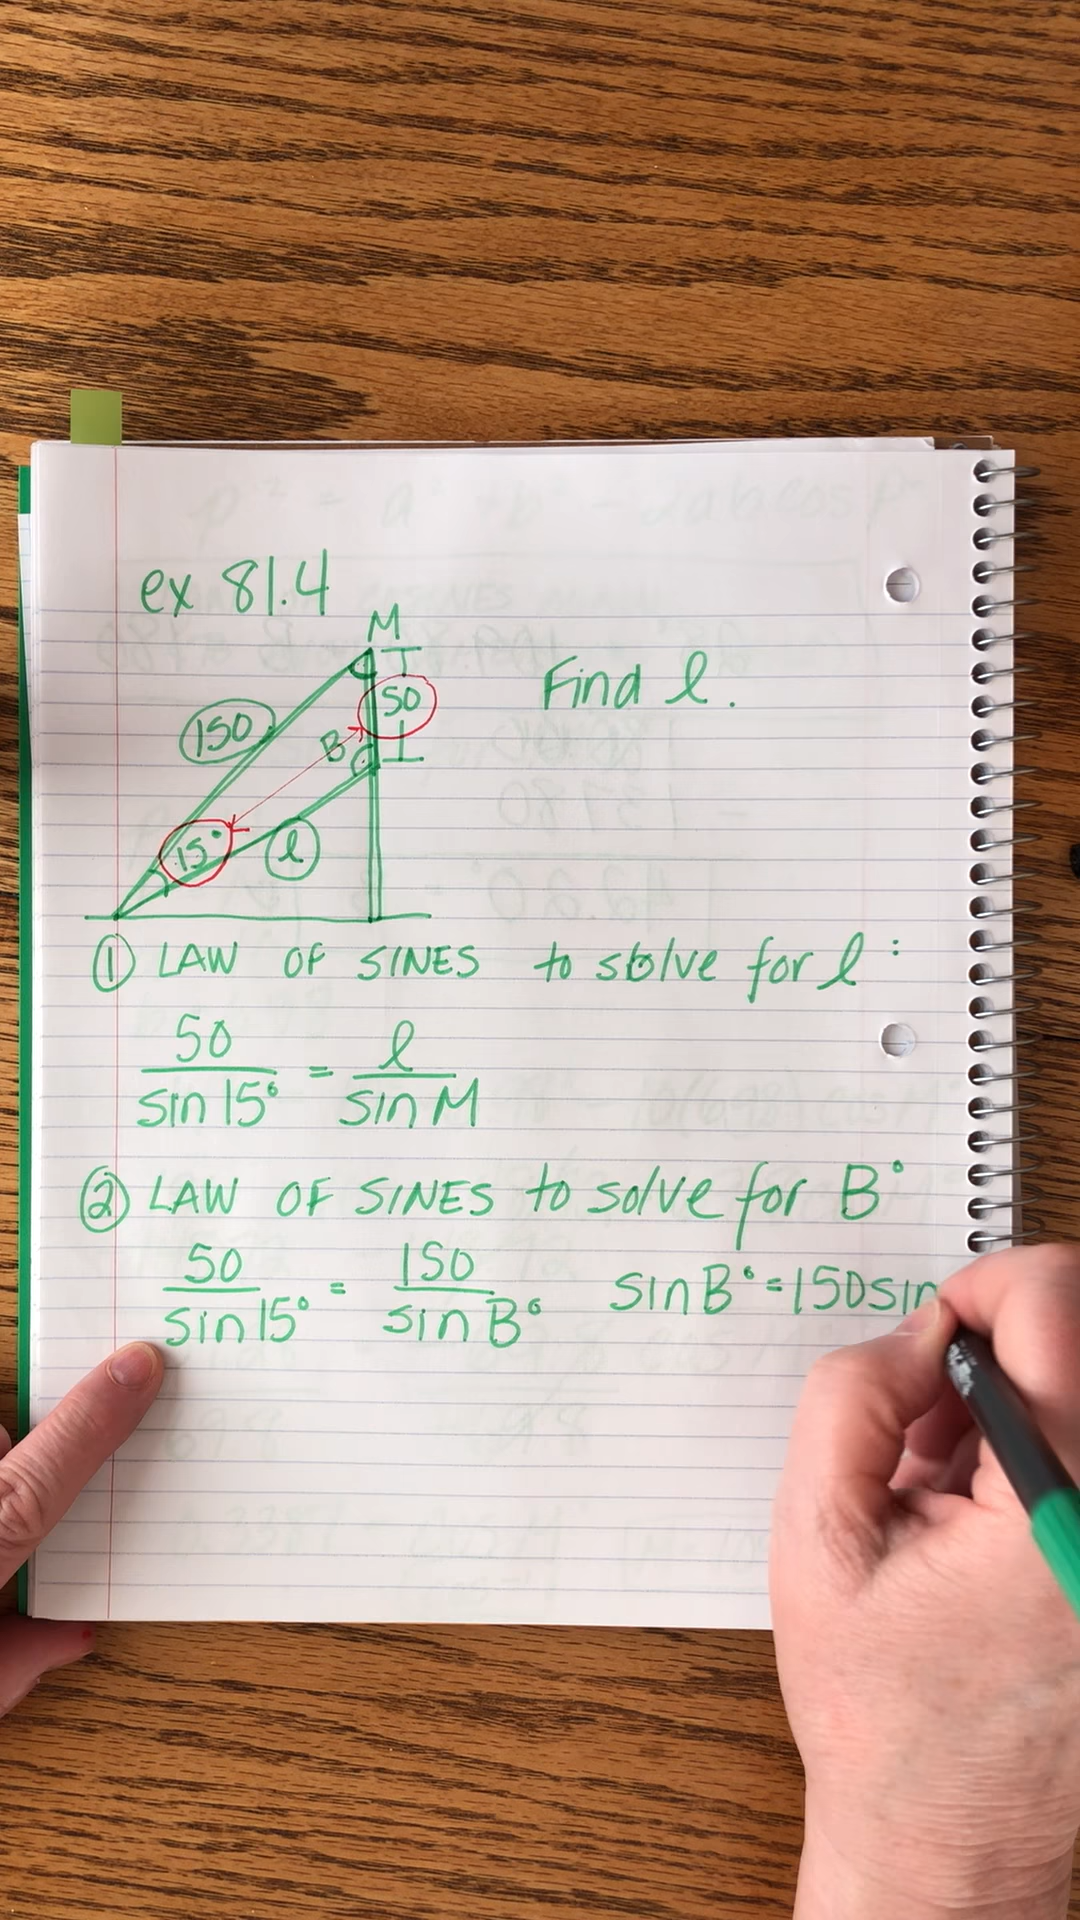 ex 81.4
M
150
50
B
15°
l
Find l.
① LAW OF SINES to solve for l:
50 / sin 15° = l / sin M
② LAW OF SINES to solve for B°
50 / sin 15° = 150 / sin B° sin B° = 150 sin